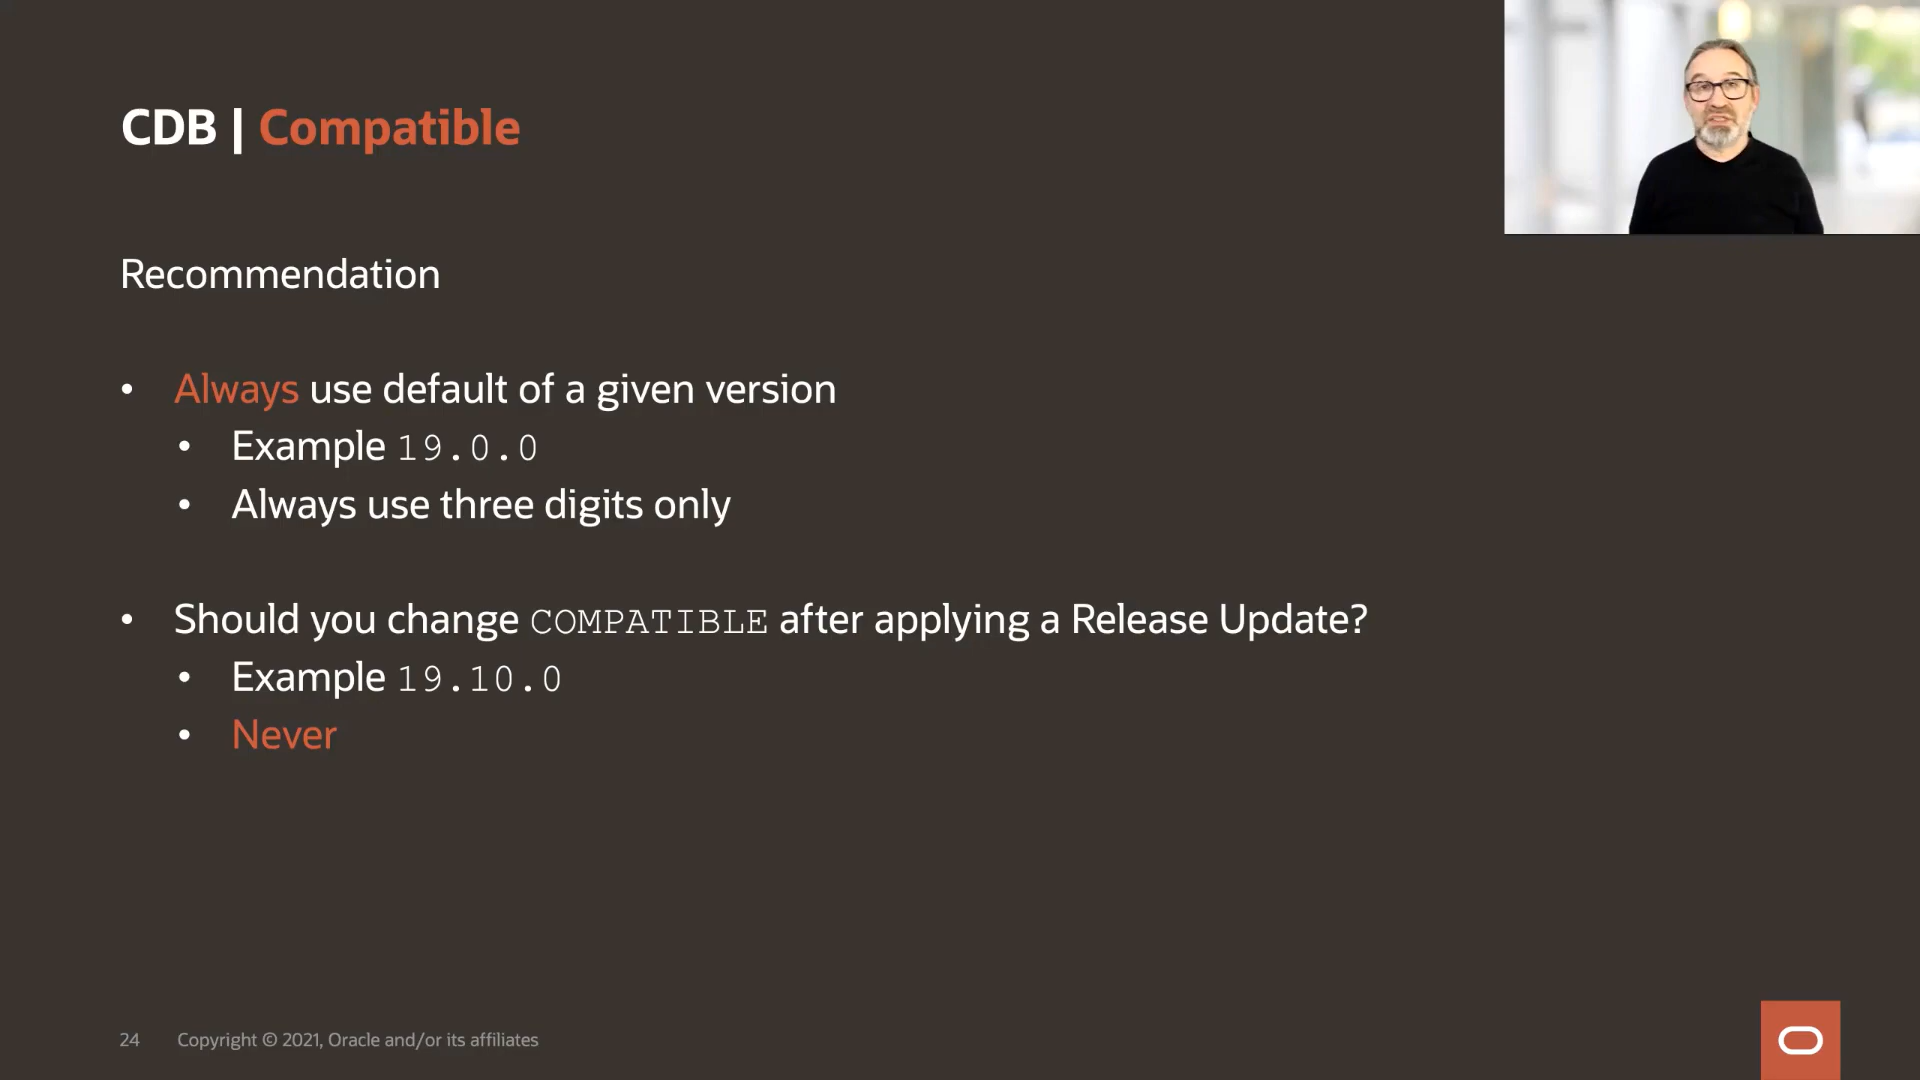 CDB | Compatible
Recommendation
• Always use default of a given version
• Example 19.0.0
• Always use three digits only
• Should you change COMPATIBLE after applying a Release Update?
• Example 19.10.0
• Never
24 Copyright © 2021, Oracle and/or its affiliates